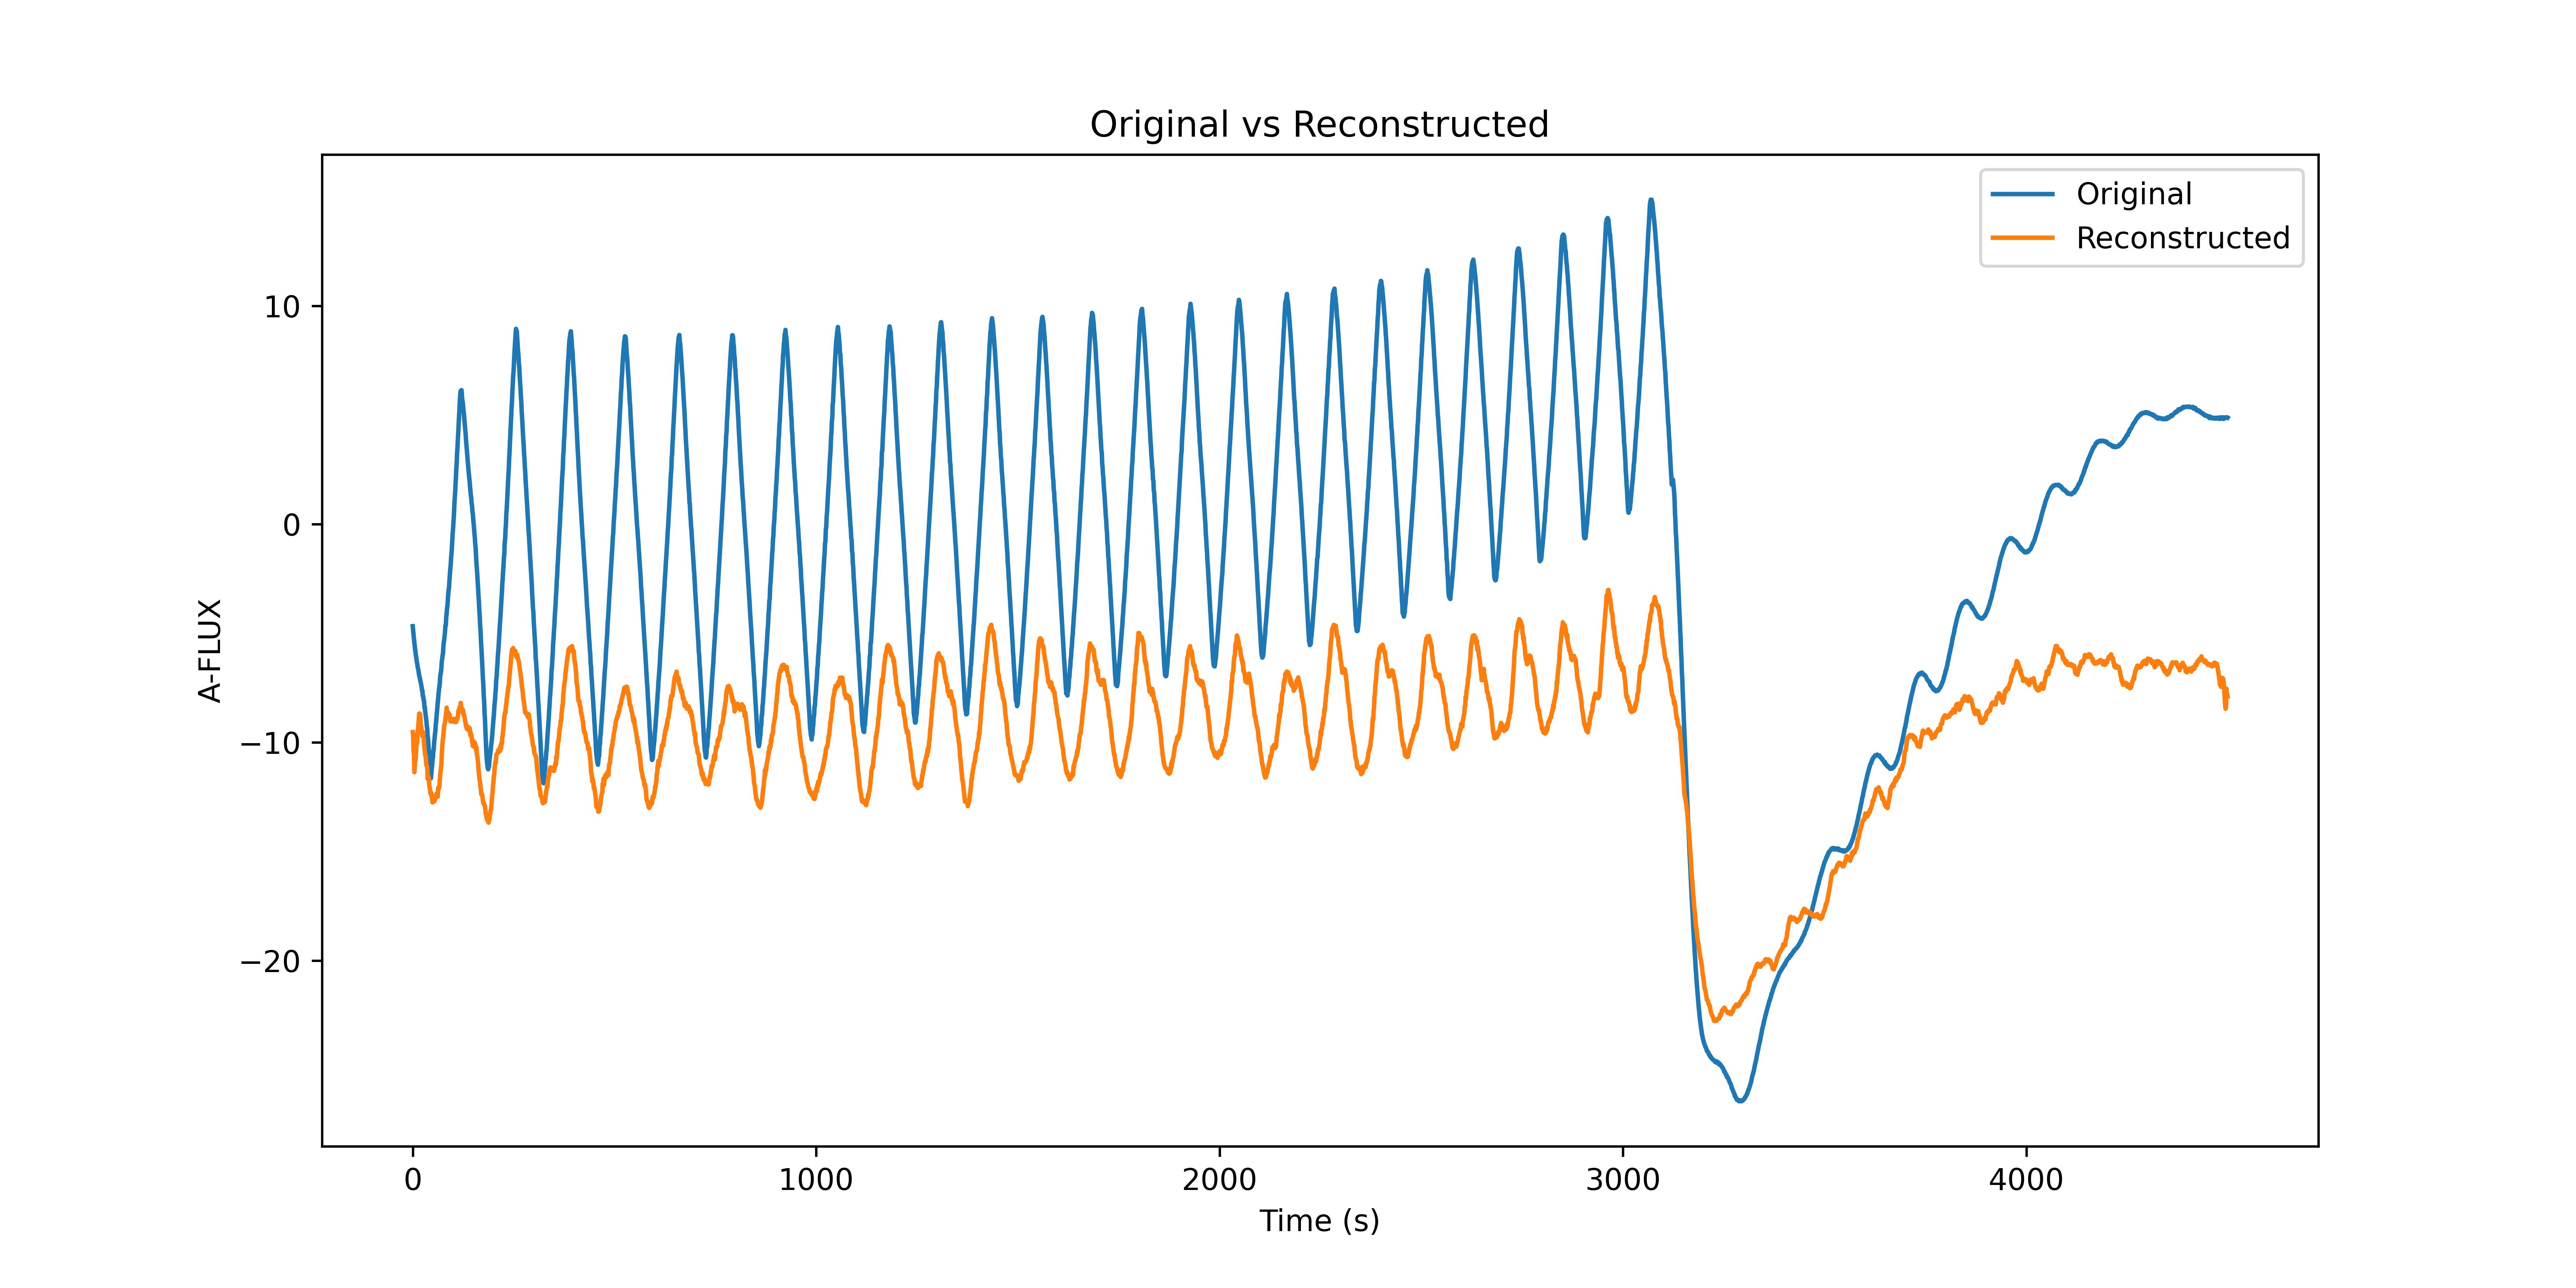 Original vs Reconstructed
Original
Reconstructed
A-FLUX
10
0
−10
−20
0
1000
2000
3000
4000
Time (s)